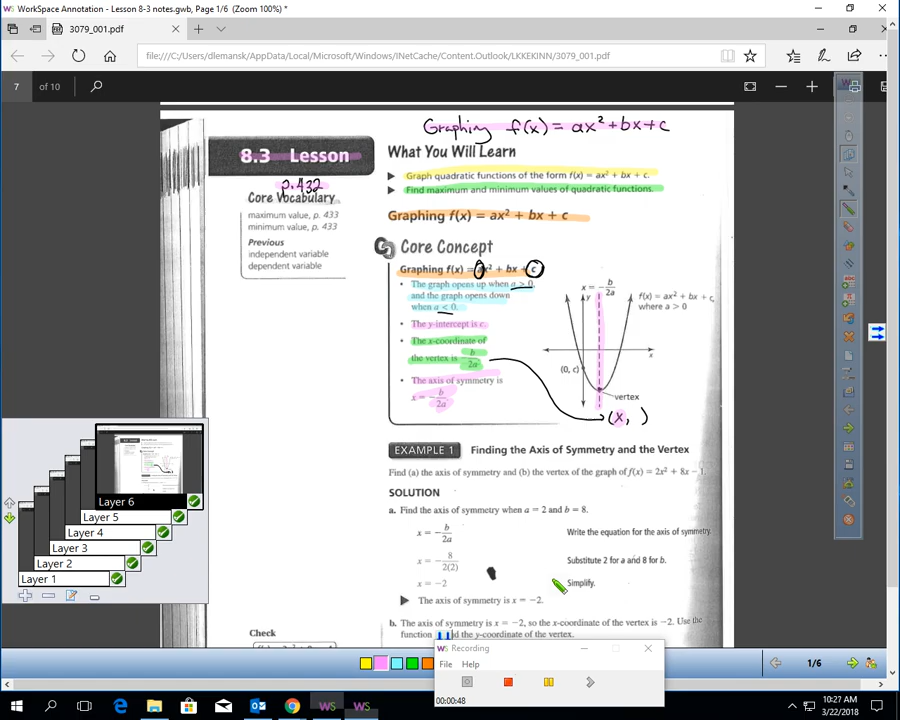 WorkSpace Annotation - Lesson 8-3 notes.gwb, Page 1/6 (Zoom 100%) *
3079_001.pdf
file:///C:/Users/dlemansk/AppData/Local/Microsoft/Windows/INetCache/Content.Outlook/LKKEKINN/3079_001.pdf
7 of 10
Graphing f(x) = ax² + bx + c
8.3 Lesson
p.432
Core Vocabulary
maximum value, p. 433
minimum value, p. 433
Previous
independent variable
dependent variable
What You Will Learn
Graph quadratic functions of the form f(x) = ax² + bx + c.
Find maximum and minimum values of quadratic functions.
Graphing f(x) = ax² + bx + c
Core Concept
Graphing f(x) = ax² + bx + c
• The graph opens up when a > 0,
and the graph opens down
when a < 0.
• The y-intercept is c.
• The x-coordinate of
the vertex is -b/2a
• The axis of symmetry is
x = -b/2a
x = -b/2a
f(x) = ax² + bx + c,
where a > 0
x
(0, c)
vertex
(x, )
EXAMPLE 1 Finding the Axis of Symmetry and the Vertex
Find (a) the axis of symmetry and (b) the vertex of the graph of f(x) = 2x² + 8x − 1.
SOLUTION
a. Find the axis of symmetry when a = 2 and b = 8.
x = -b/2a Write the equation for the axis of symmetry.
x = -8/2(2) Substitute 2 for a and 8 for b.
x = −2 Simplify.
The axis of symmetry is x = −2.
b. The axis of symmetry is x = −2, so the x-coordinate of the vertex is −2. Use the
function nd the y-coordinate of the vertex.
Check
Layer 6
Layer 5
Layer 4
Layer 3
Layer 2
Layer 1
Recording
File Help
00:00:48
1/6
10:27 AM
3/22/2018